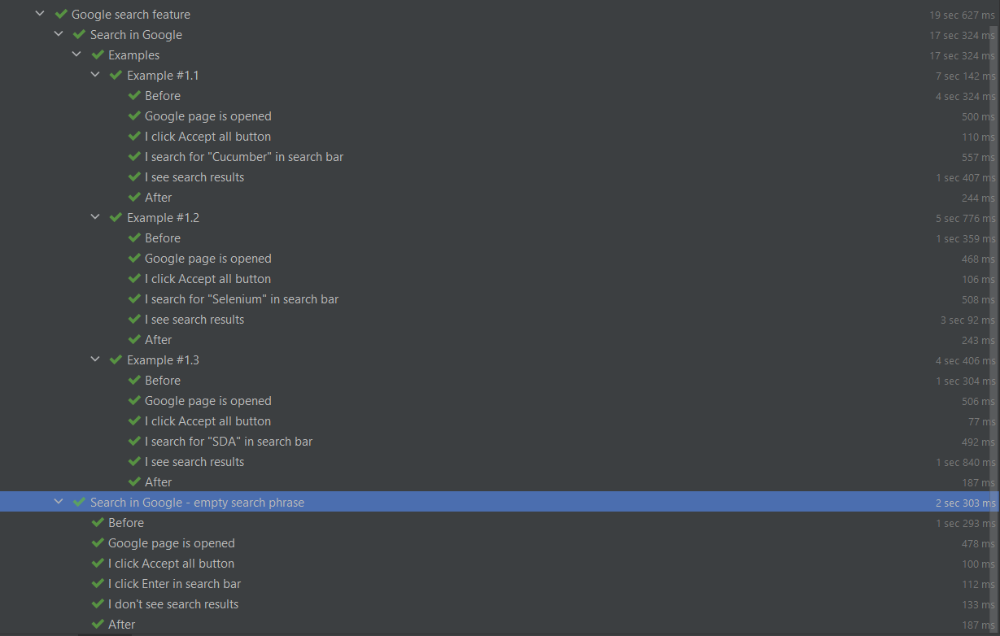 Google search feature 19 sec 627 ms
Search in Google 17 sec 324 ms
Examples 17 sec 324 ms
Example #1.1 7 sec 142 ms
Before 4 sec 324 ms
Google page is opened 500 ms
I click Accept all button 110 ms
I search for "Cucumber" in search bar 557 ms
I see search results 1 sec 407 ms
After 244 ms
Example #1.2 5 sec 776 ms
Before 1 sec 359 ms
Google page is opened 468 ms
I click Accept all button 106 ms
I search for "Selenium" in search bar 508 ms
I see search results 3 sec 92 ms
After 243 ms
Example #1.3 4 sec 406 ms
Before 1 sec 304 ms
Google page is opened 506 ms
I click Accept all button 77 ms
I search for "SDA" in search bar 492 ms
I see search results 1 sec 840 ms
After 187 ms
Search in Google - empty search phrase 2 sec 303 ms
Before 1 sec 293 ms
Google page is opened 478 ms
I click Accept all button 100 ms
I click Enter in search bar 112 ms
I don't see search results 133 ms
After 187 ms